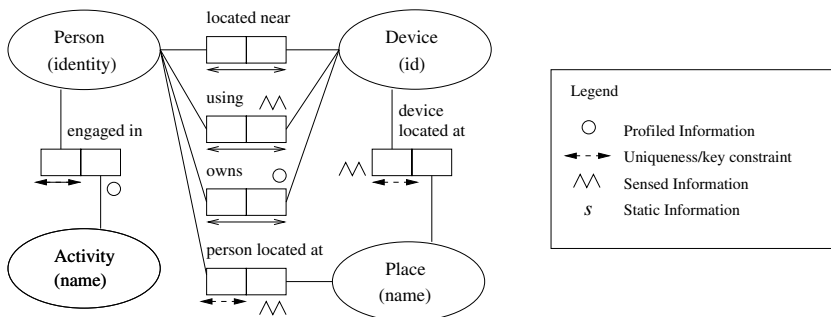 located near
Person
(identity)
Device
(id)
using
device
located at
engaged in
owns
person located at
Activity
(name)
Place
(name)
Legend
Profiled Information
Uniqueness/key constraint
Sensed Information
s Static Information